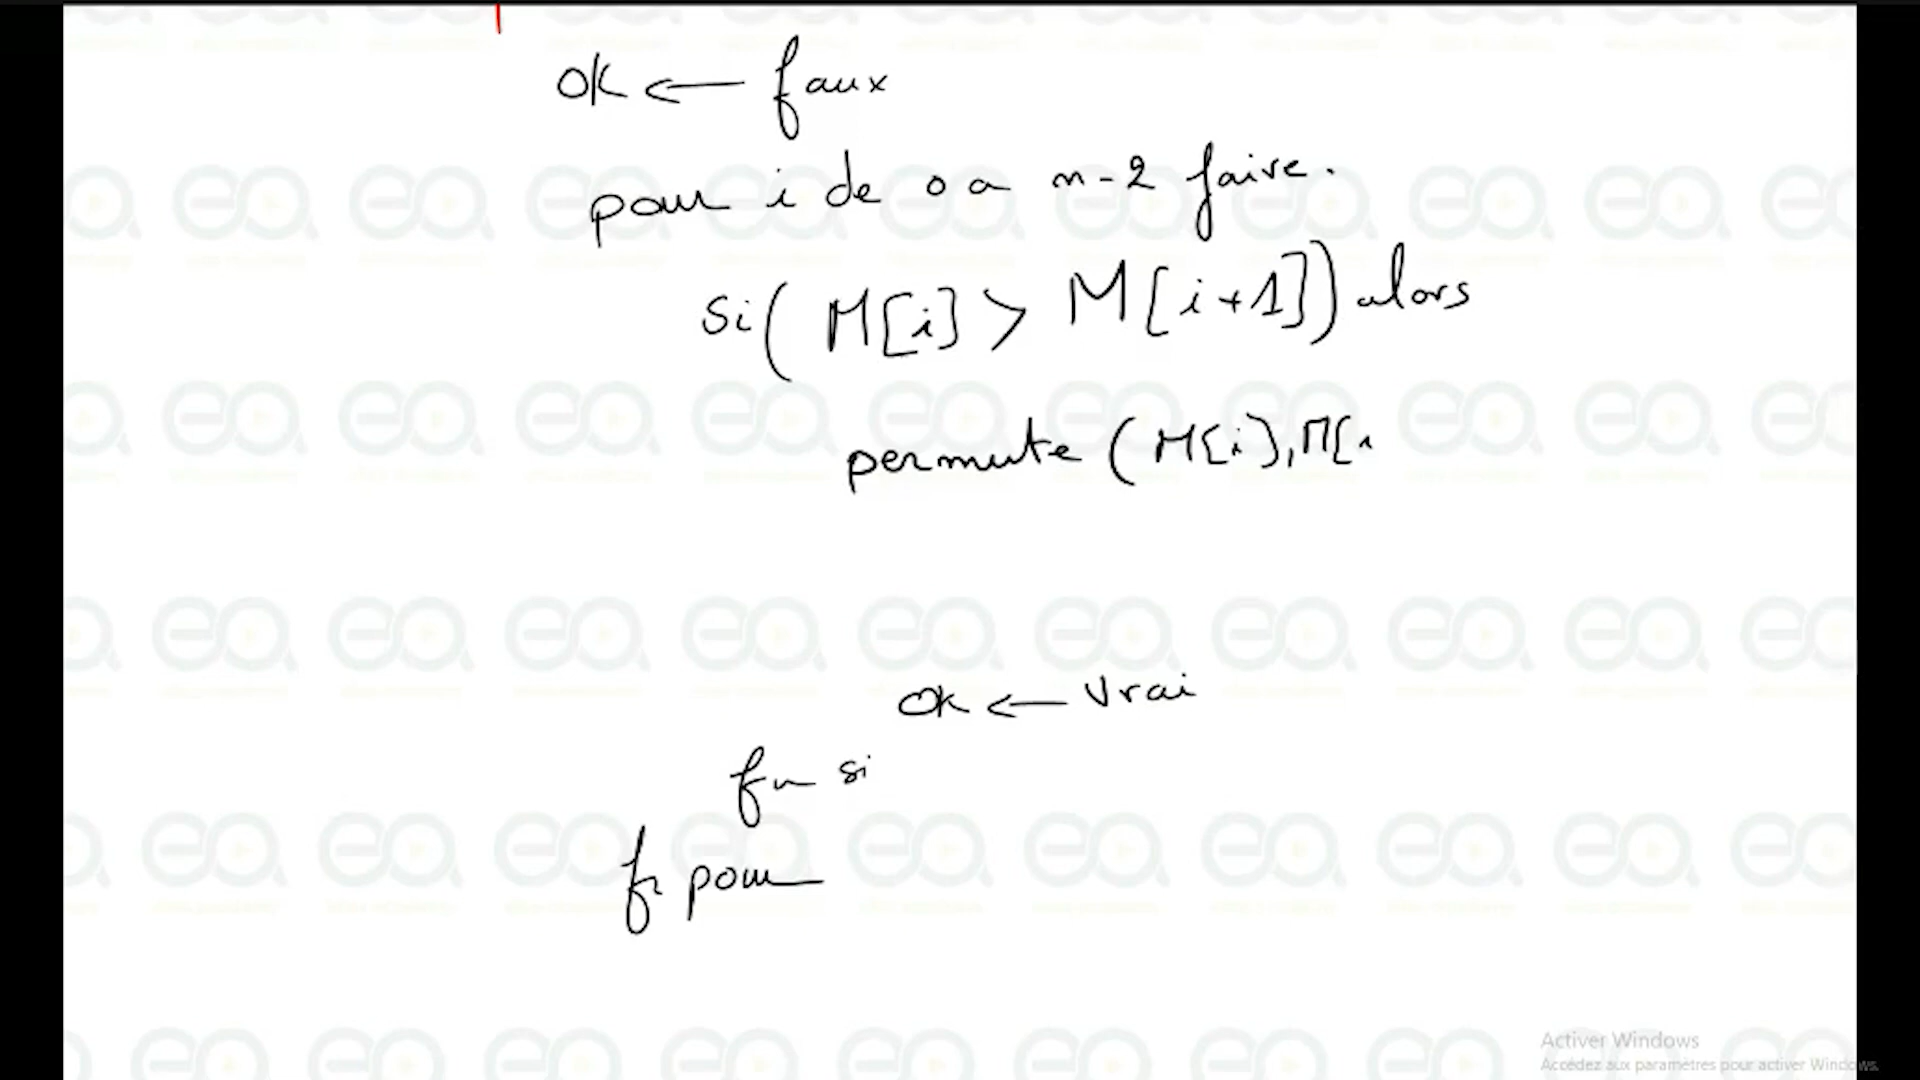 OK ← faux
pour i de 0 a n-2 faire.
Si( M[i] > M[i+1]) alors
permute (M[i],M[i
OK ← Vrai
fin si
fin pour
Activer Windows
Accédez aux paramètres pour activer Windows.